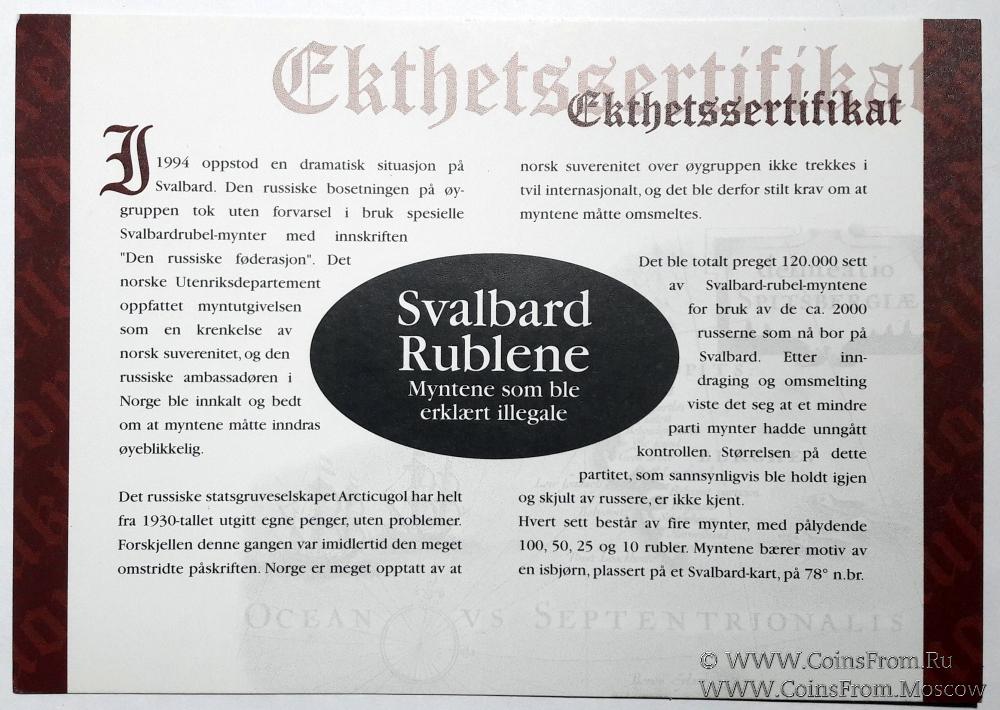 Ekthetssertifikat
Ekthetssertifikat
I 1994 oppstod en dramatisk situasjon på
Svalbard. Den russiske bosetningen på øy-
gruppen tok uten forvarsel i bruk spesielle
Svalbardrubel-mynter med innskriften
"Den russiske føderasjon". Det
norske Utenriksdepartement
oppfattet myntutgivelsen
som en krenkelse av
norsk suverenitet, og den
russiske ambassadøren i
Norge ble innkalt og bedt
om at myntene måtte inndras
øyeblikkelig.
Det russiske statsgruveselskapet Arcticugol har helt
fra 1930-tallet utgitt egne penger, uten problemer.
Forskjellen denne gangen var imidlertid den meget
omstridte påskriften. Norge er meget opptatt av at
Svalbard
Rublene
Myntene som ble
erklært illegale
norsk suverenitet over øygruppen ikke trekkes i
tvil internasjonalt, og det ble derfor stilt krav om at
myntene måtte omsmeltes.
Det ble totalt preget 120.000 sett
av Svalbard-rubel-myntene
for bruk av de ca. 2000
russerne som nå bor på
Svalbard. Etter inn-
draging og omsmelting
viste det seg at et mindre
parti mynter hadde unngått
kontrollen. Størrelsen på dette
partitet, som sannsynligvis ble holdt igjen
og skjult av russere, er ikke kjent.
Hvert sett består av fire mynter, med pålydende
100, 50, 25 og 10 rubler. Myntene bærer motiv av
en isbjørn, plassert på et Svalbard-kart, på 78° n.br.
delineatio
SPITSBERGIÆ
OCEAN VS SEPTENTRIONALIS
© WWW.CoinsFrom.Ru
WWW.CoinsFrom.Moscow